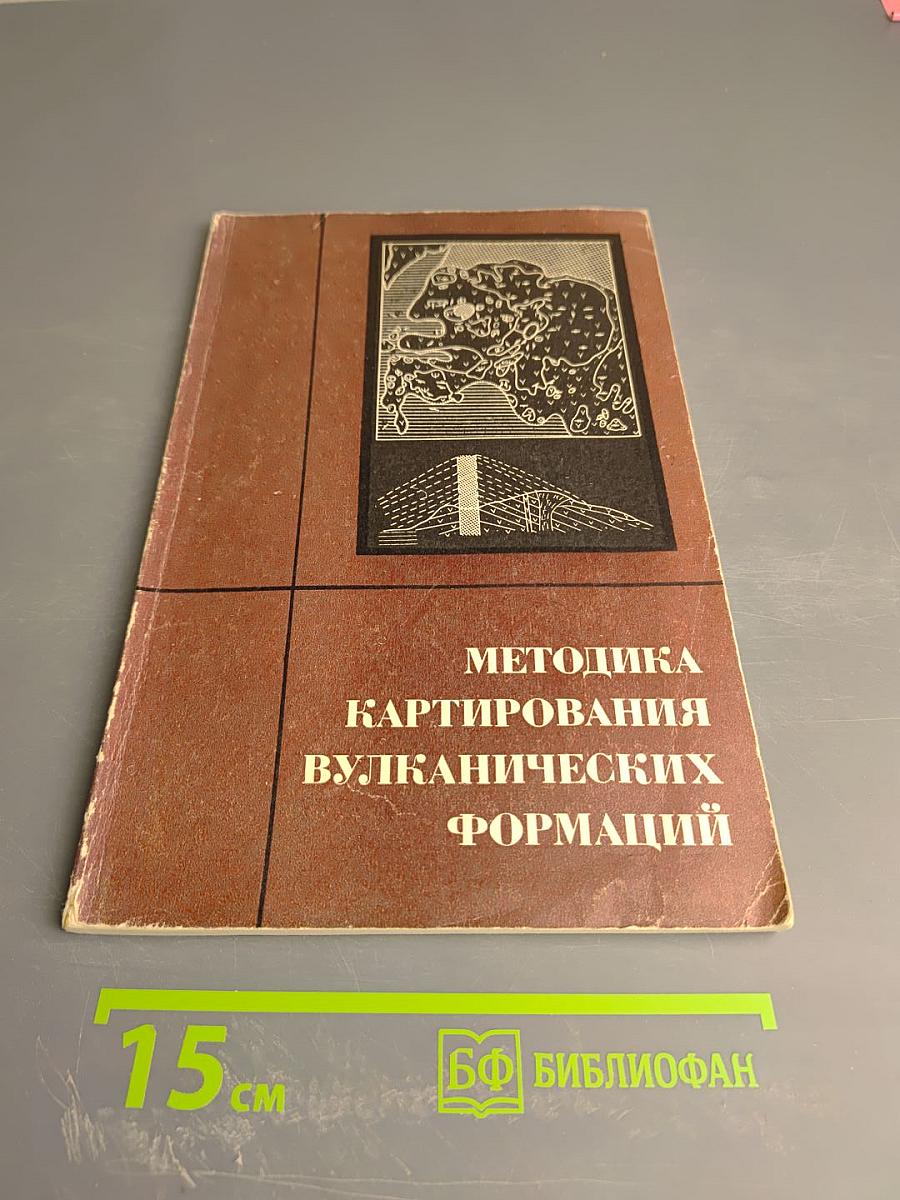 МЕТОДИКА
КАРТИРОВАНИЯ
ВУЛКАНИЧЕСКИХ
ФОРМАЦИЙ
15 см
БФ БИБЛИОФАН